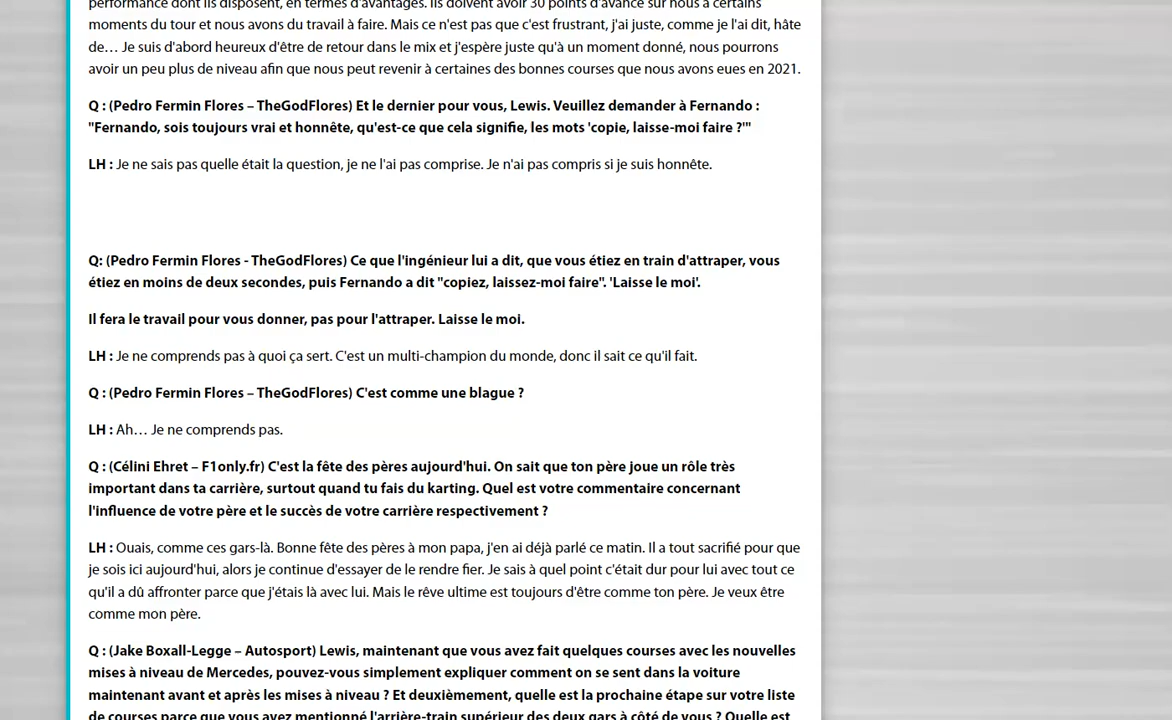 performance dont ils disposent, en termes d'avantages. Ils doivent avoir 30 points d'avance sur nous à certains
moments du tour et nous avons du travail à faire. Mais ce n'est pas que c'est frustrant, j'ai juste, comme je l'ai dit, hâte
de… Je suis d'abord heureux d'être de retour dans le mix et j'espère juste qu'à un moment donné, nous pourrons
avoir un peu plus de niveau afin que nous peut revenir à certaines des bonnes courses que nous avons eues en 2021.
Q : (Pedro Fermin Flores – TheGodFlores) Et le dernier pour vous, Lewis. Veuillez demander à Fernando :
"Fernando, sois toujours vrai et honnête, qu'est-ce que cela signifie, les mots 'copie, laisse-moi faire ?'"
LH : Je ne sais pas quelle était la question, je ne l'ai pas comprise. Je n'ai pas compris si je suis honnête.
Q: (Pedro Fermin Flores - TheGodFlores) Ce que l'ingénieur lui a dit, que vous étiez en train d'attraper, vous
étiez en moins de deux secondes, puis Fernando a dit "copiez, laissez-moi faire". 'Laisse le moi'.
Il fera le travail pour vous donner, pas pour l'attraper. Laisse le moi.
LH : Je ne comprends pas à quoi ça sert. C'est un multi-champion du monde, donc il sait ce qu'il fait.
Q : (Pedro Fermin Flores – TheGodFlores) C'est comme une blague ?
LH : Ah… Je ne comprends pas.
Q : (Célini Ehret – F1only.fr) C'est la fête des pères aujourd'hui. On sait que ton père joue un rôle très
important dans ta carrière, surtout quand tu fais du karting. Quel est votre commentaire concernant
l'influence de votre père et le succès de votre carrière respectivement ?
LH : Ouais, comme ces gars-là. Bonne fête des pères à mon papa, j'en ai déjà parlé ce matin. Il a tout sacrifié pour que
je sois ici aujourd'hui, alors je continue d'essayer de le rendre fier. Je sais à quel point c'était dur pour lui avec tout ce
qu'il a dû affronter parce que j'étais là avec lui. Mais le rêve ultime est toujours d'être comme ton père. Je veux être
comme mon père.
Q : (Jake Boxall-Legge – Autosport) Lewis, maintenant que vous avez fait quelques courses avec les nouvelles
mises à niveau de Mercedes, pouvez-vous simplement expliquer comment on se sent dans la voiture
maintenant avant et après les mises à niveau ? Et deuxièmement, quelle est la prochaine étape sur votre liste
de courses parce que vous avez mentionné l'arrière-train supérieur des deux gars à côté de vous ? Quelle est